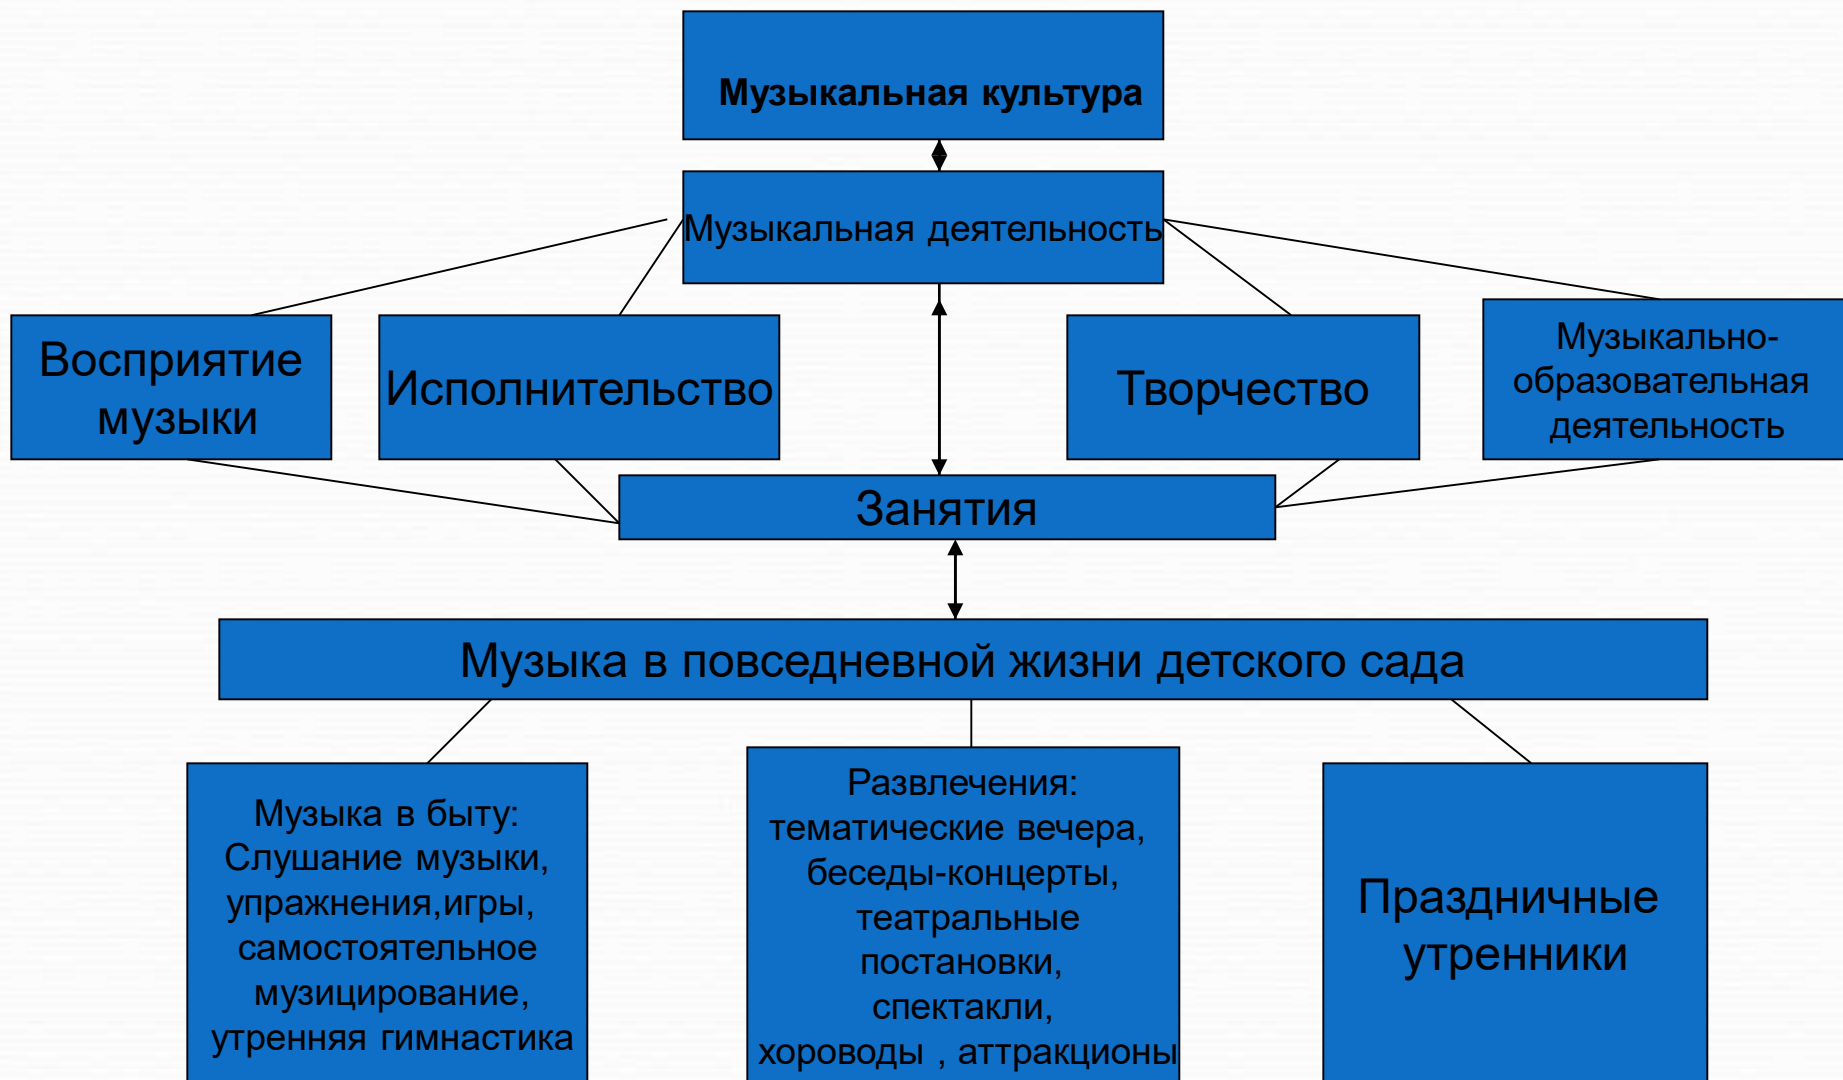 Музыкальная культура
Музыкальная деятельность
Восприятие
музыки
Исполнительство
Творчество
Музыкально-
образовательная
деятельность
Занятия
Музыка в повседневной жизни детского сада
Музыка в быту:
Слушание музыки,
упражнения,игры,
самостоятельное
музицирование,
утренняя гимнастика
Развлечения:
тематические вечера,
беседы-концерты,
театральные
постановки,
спектакли,
хороводы , аттракционы
Праздничные
утренники